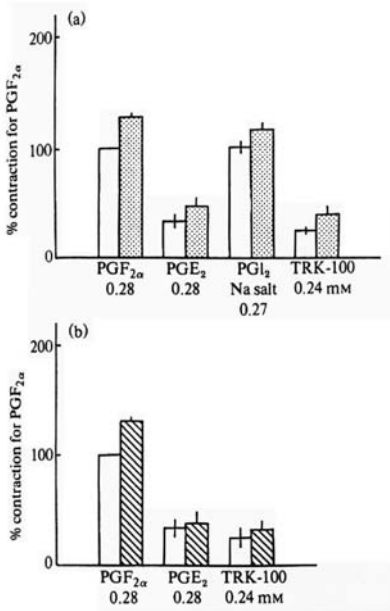 (a)
200
100
0
% contraction for PGF2α
PGF2α PGE2 PGI2 TRK-100
0.28 0.28 Na salt 0.24 mM
0.27
(b)
200
100
0
% contraction for PGF2α
PGF2α PGE2 TRK-100
0.28 0.28 0.24 mM